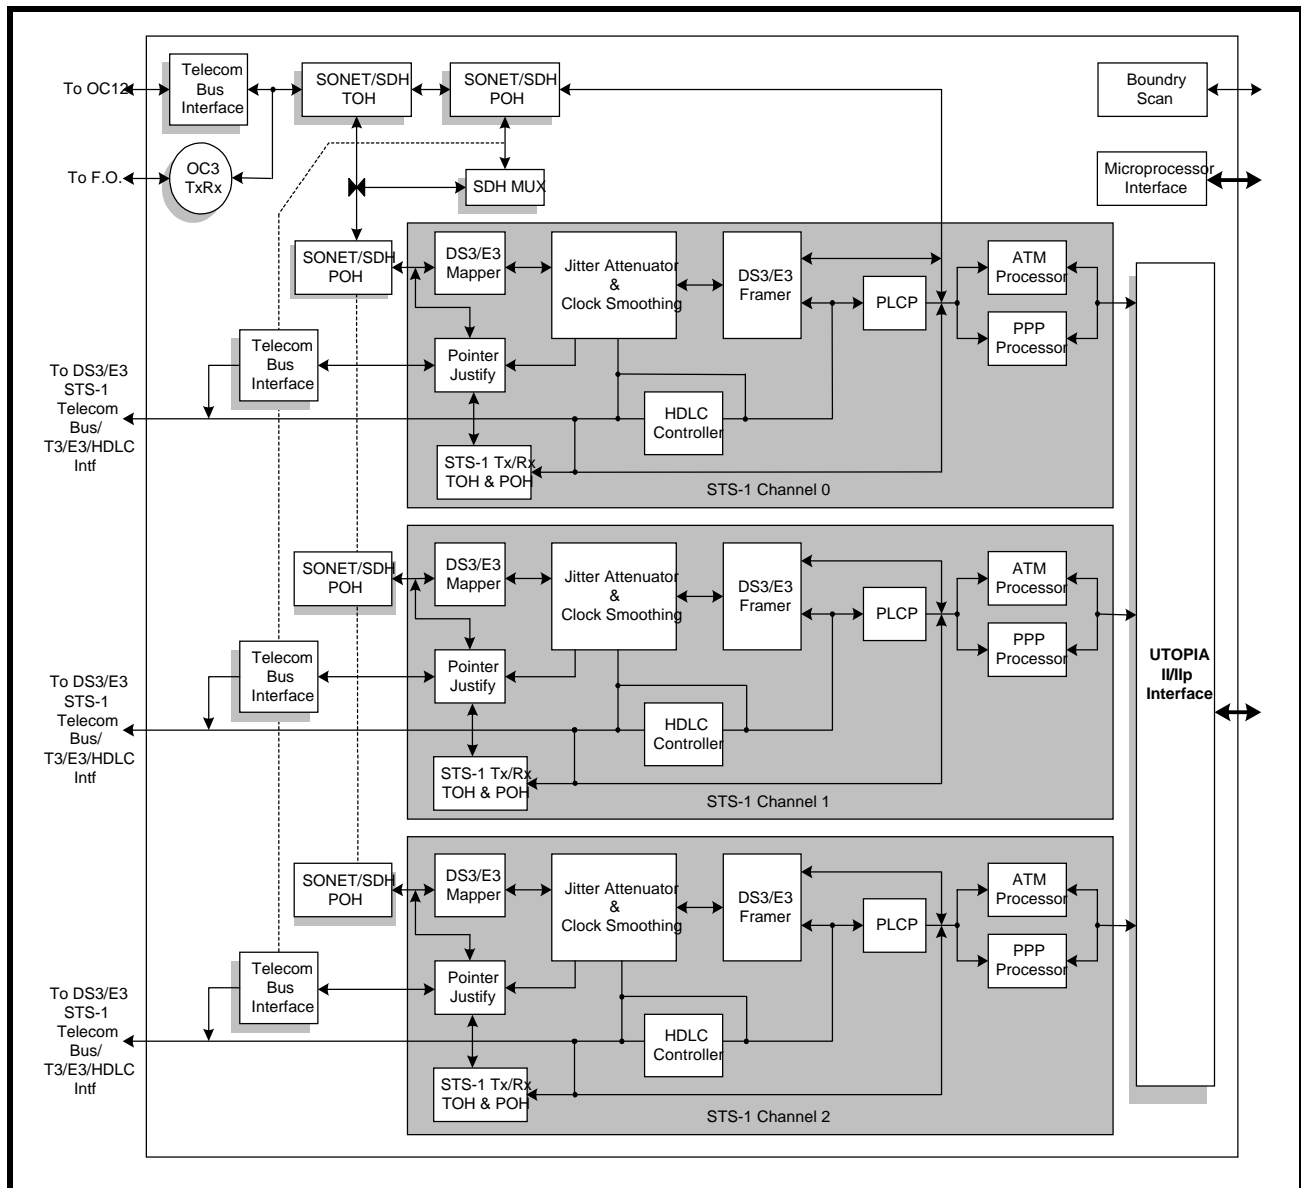 To OC12
Telecom
Bus
Interface
SONET/SDH
TOH
SONET/SDH
POH
Boundry
Scan
To F.O.
OC3
TxRx
SDH MUX
Microprocessor
Interface
SONET/SDH
POH
DS3/E3
Mapper
Jitter Attenuator
&
Clock Smoothing
DS3/E3
Framer
PLCP
ATM
Processor
PPP
Processor
Telecom
Bus
Interface
Pointer
Justify
To DS3/E3
STS-1
Telecom
Bus/
T3/E3/HDLC
Intf
HDLC
Controller
STS-1 Tx/Rx
TOH & POH
STS-1 Channel 0
SONET/SDH
POH
DS3/E3
Mapper
Jitter Attenuator
&
Clock Smoothing
DS3/E3
Framer
PLCP
ATM
Processor
PPP
Processor
Telecom
Bus
Interface
Pointer
Justify
To DS3/E3
STS-1
Telecom
Bus/
T3/E3/HDLC
Intf
HDLC
Controller
STS-1 Tx/Rx
TOH & POH
STS-1 Channel 1
UTOPIA
II/IIp
Interface
SONET/SDH
POH
DS3/E3
Mapper
Jitter Attenuator
&
Clock Smoothing
DS3/E3
Framer
PLCP
ATM
Processor
PPP
Processor
Telecom
Bus
Interface
Pointer
Justify
To DS3/E3
STS-1
Telecom
Bus/
T3/E3/HDLC
Intf
HDLC
Controller
STS-1 Tx/Rx
TOH & POH
STS-1 Channel 2